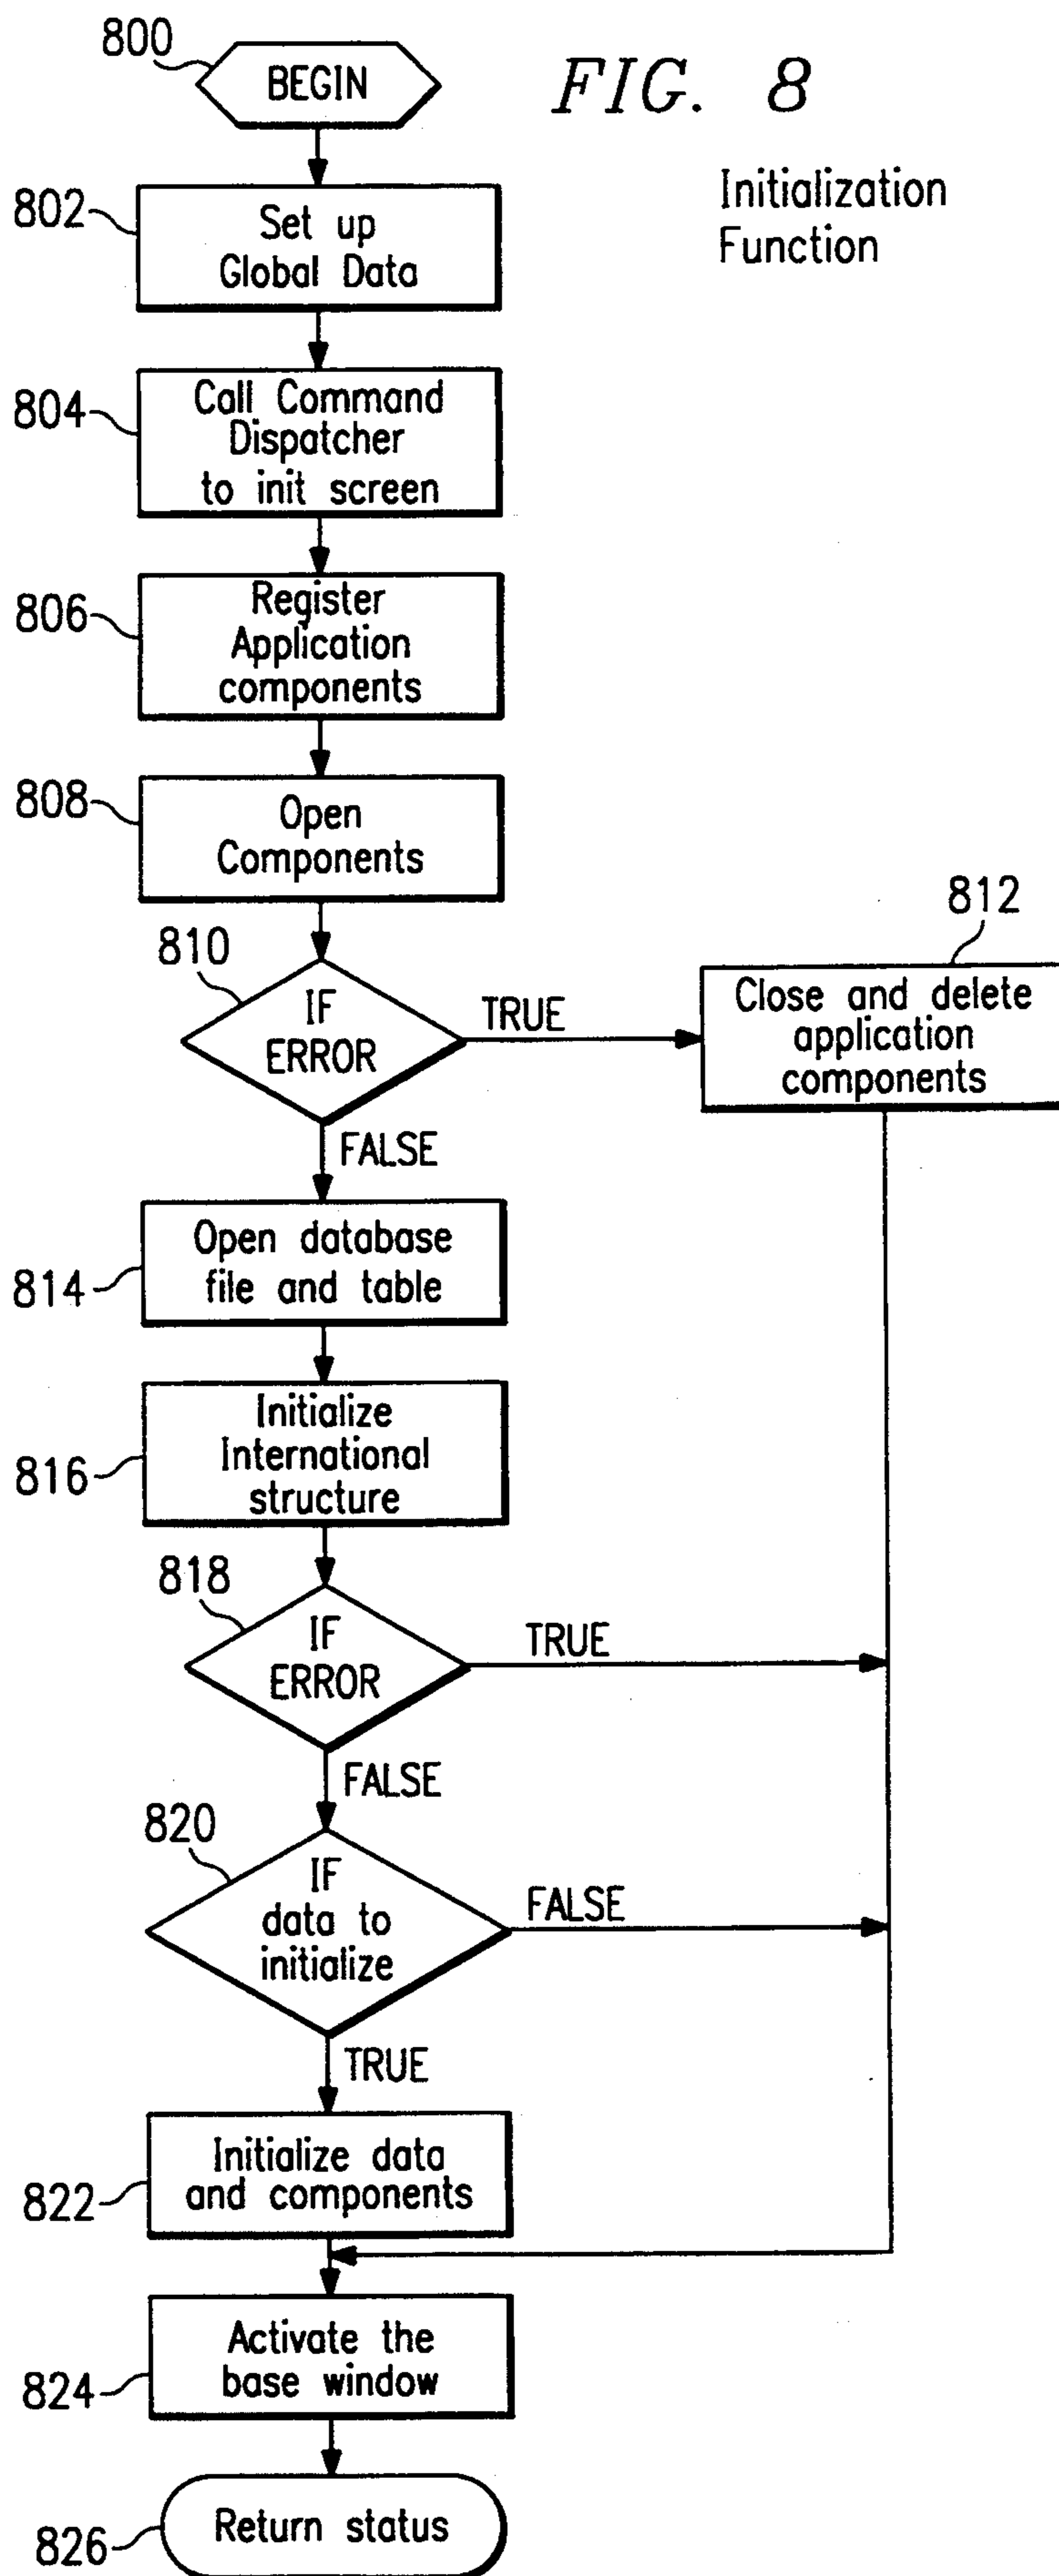 800
BEGIN
FIG. 8
Initialization
Function
802
Set up
Global Data
804
Call Command
Dispatcher
to init screen
806
Register
Application
components
808
Open
Components
810
IF
ERROR
TRUE
812
Close and delete
application
components
FALSE
814
Open database
file and table
816
Initialize
International
structure
818
IF
ERROR
TRUE
FALSE
820
IF
data to
initialize
FALSE
TRUE
822
Initialize data
and components
824
Activate the
base window
826
Return status